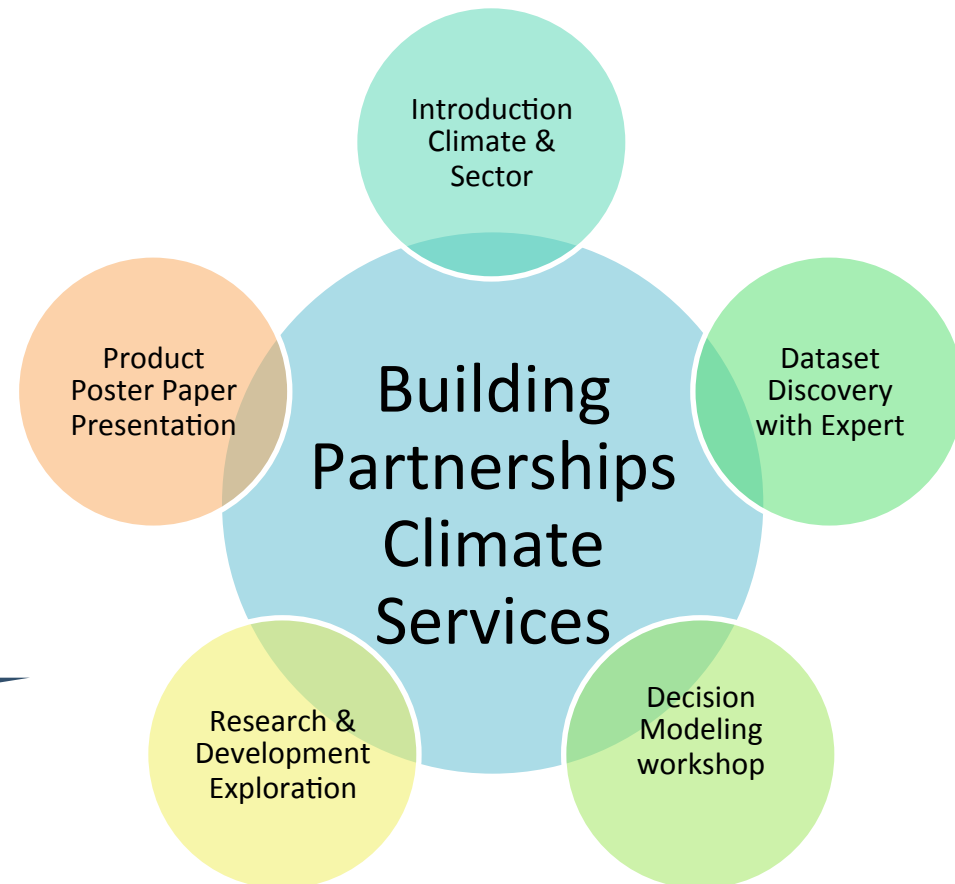 Introduction
Climate &
Sector
Product
Poster Paper
Presentation
Building
Partnerships
Climate
Services
Dataset
Discovery
with Expert
Research &
Development
Exploration
Decision
Modeling
workshop